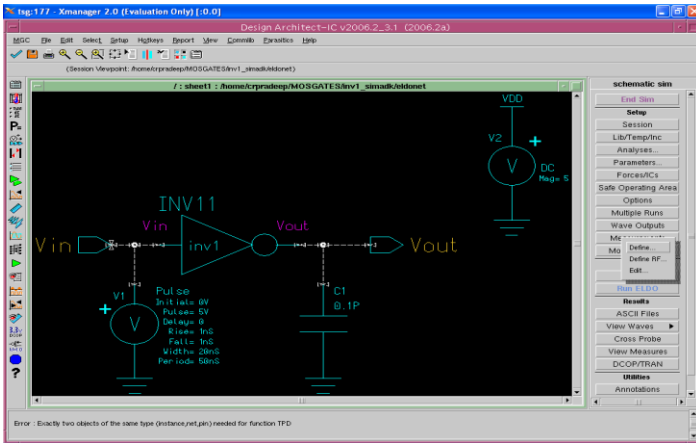 tsg:177 - Xmanager 2.0 (Evaluation Only) [:0.0]
Design Architect-IC v2006.2_3.1 (2006.2a)
MGC File Edit Select Setup Hotkeys Report View Commlib Parasitics Help
(Session Viewpoint: /home/crpradeep/MOSGATES/inv1_simadk/eldonet)
/ : sheet1 : /home/crpradeep/MOSGATES/inv1_simadk/eldonet
schematic sim
End Sim
Setup
Session
Lib/Temp/Inc
Analyses...
Parameters...
Forces/ICs
Safe Operating Area
Options
Multiple Runs
Wave Outputs
Define...
Define RF...
Edit...
Run ELDO
Results
ASCII Files
View Waves
Cross Probe
View Measures
DCOP/TRAN
Utilities
Annotations
VDD
V2
V
DC
Mag= 5
INV11
Vin
Vout
Vin
inv1
Vout
V1
V
Pulse
Initial= 0V
Pulse= 5V
Delay= 0
Rise= 1nS
Fall= 1nS
Width= 20nS
Period= 50nS
C1
0.1P
Error : Exactly two objects of the same type (instance,net,pin) needed for function TPD